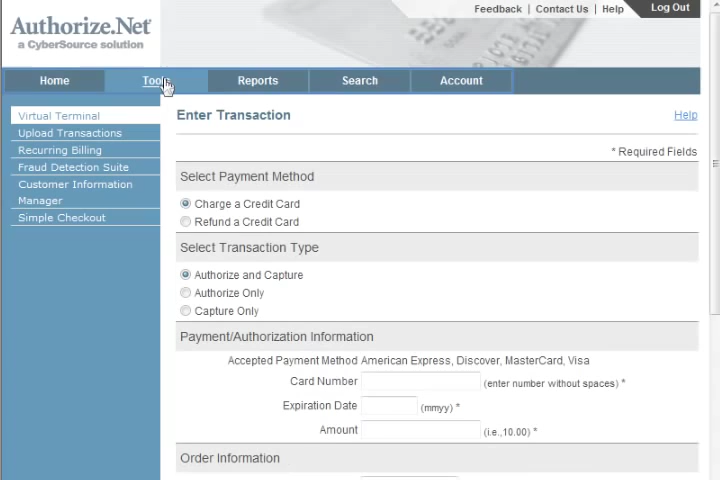 Feedback | Contact Us | Help
Log Out
Authorize.Net
a CyberSource solution
Home Tools Reports Search Account
Virtual Terminal
Upload Transactions
Recurring Billing
Fraud Detection Suite
Customer Information
Manager
Simple Checkout
Enter Transaction
Help
* Required Fields
Select Payment Method
Charge a Credit Card
Refund a Credit Card
Select Transaction Type
Authorize and Capture
Authorize Only
Capture Only
Payment/Authorization Information
Accepted Payment Method American Express, Discover, MasterCard, Visa
Card Number (enter number without spaces) *
Expiration Date (mmyy) *
Amount (i.e.,10.00) *
Order Information